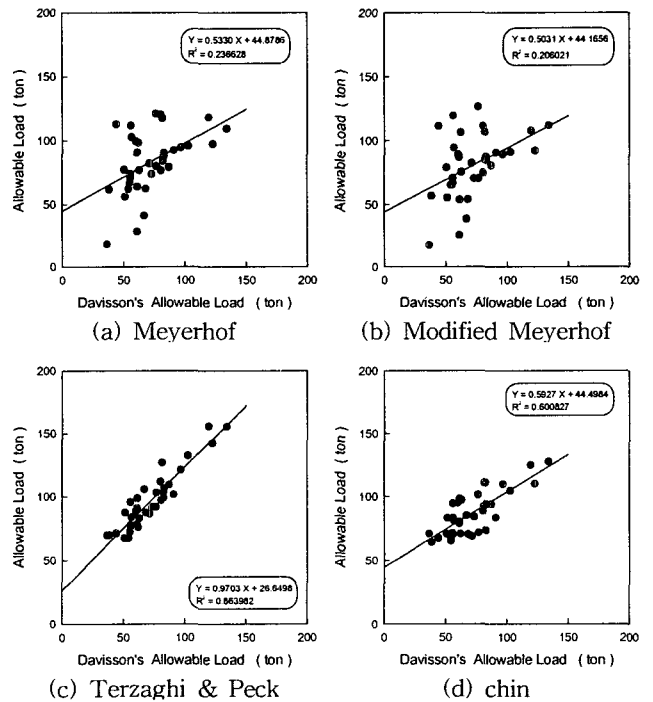 200
150
100
50
0
Allowable Load ( ton )
Y = 0.5330 X + 44.8786
R² = 0.236628
0 50 100 150 200
Davisson's Allowable Load ( ton )
(a) Meyerhof
200
150
100
50
0
Allowable Load ( ton )
Y = 0.5031 X + 44.1656
R² = 0.206021
0 50 100 150 200
Davisson's Allowable Load ( ton )
(b) Modified Meyerhof
200
150
100
50
0
Allowable Load ( ton )
Y = 0.9703 X + 26.6498
R² = 0.863982
0 50 100 150 200
Davisson's Allowable Load ( ton )
(c) Terzaghi & Peck
200
150
100
50
0
Allowable Load ( ton )
Y = 0.5927 X + 44.4984
R² = 0.600827
0 50 100 150 200
Davisson's Allowable Load ( ton )
(d) chin